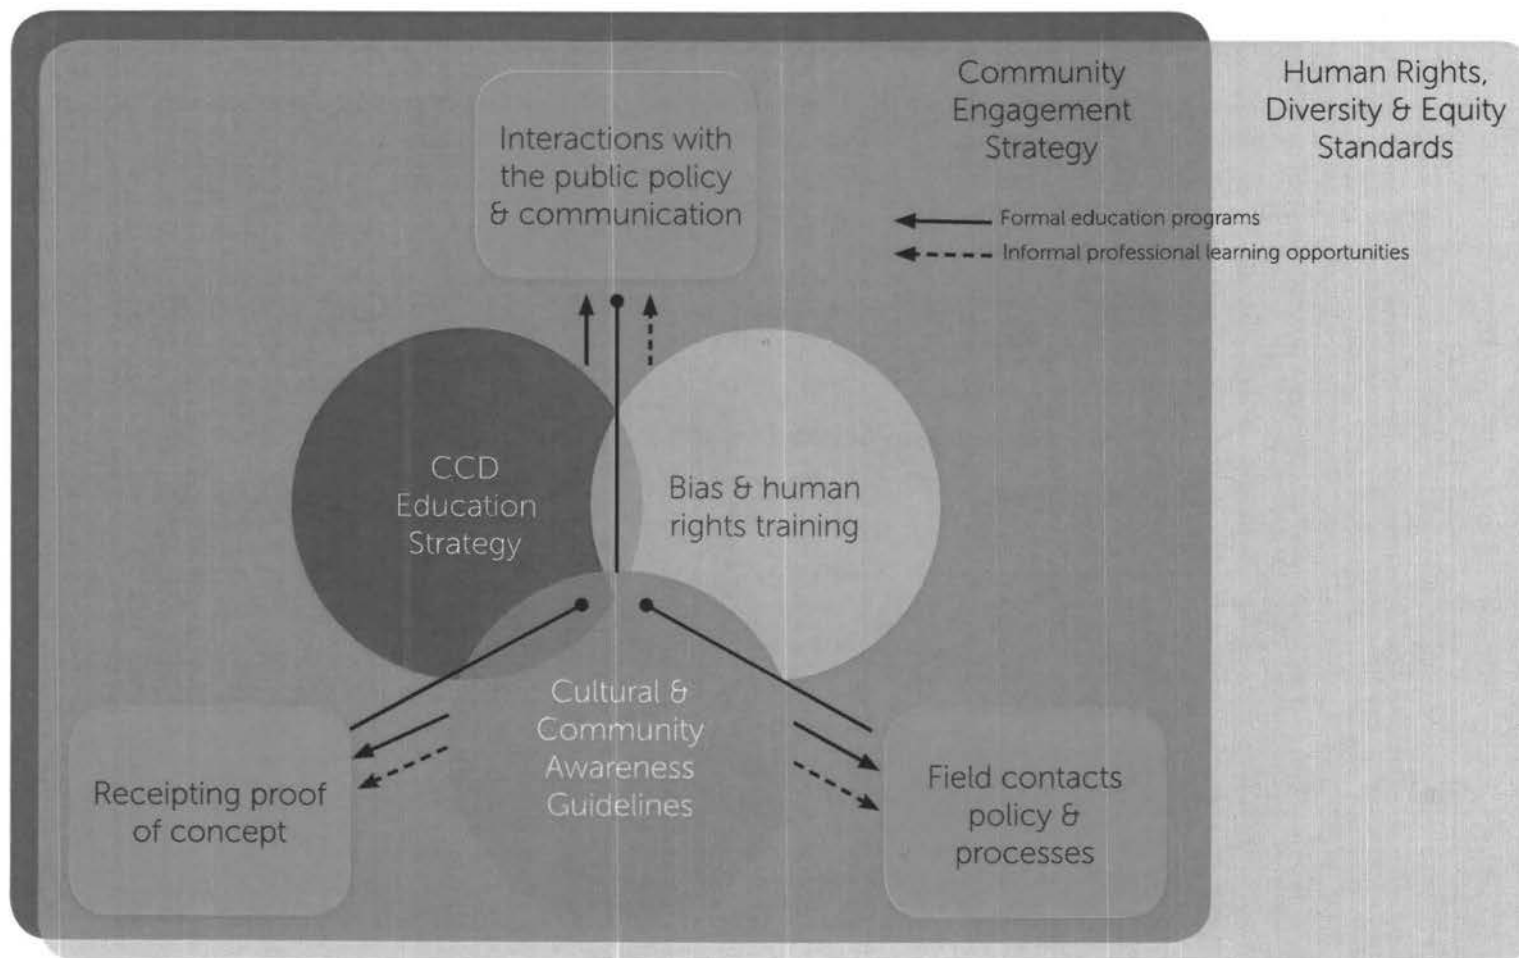 Community
Engagement
Strategy
Human Rights,
Diversity & Equity
Standards
Interactions with
the public policy
& communication
Formal education programs
Informal professional learning opportunities
CCD
Education
Strategy
Bias & human
rights training
Cultural &
Community
Awareness
Guidelines
Receipting proof
of concept
Field contacts
policy &
processes